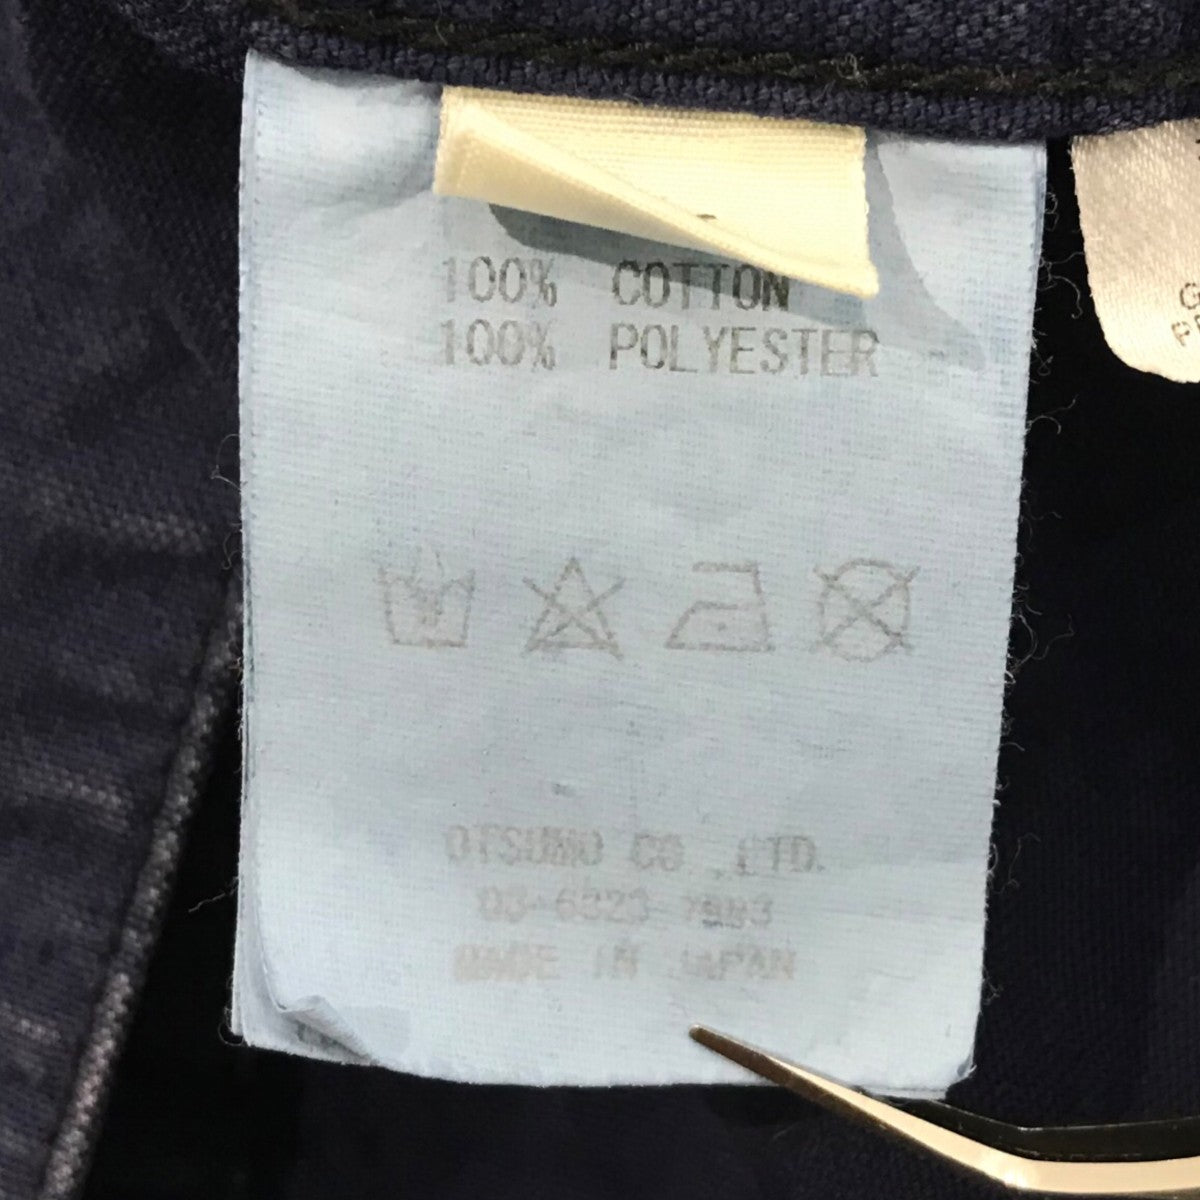 100% COTTON
100% POLYESTER
OTSUMO CO.,LTD.
03-6323-7983
MADE IN JAPAN